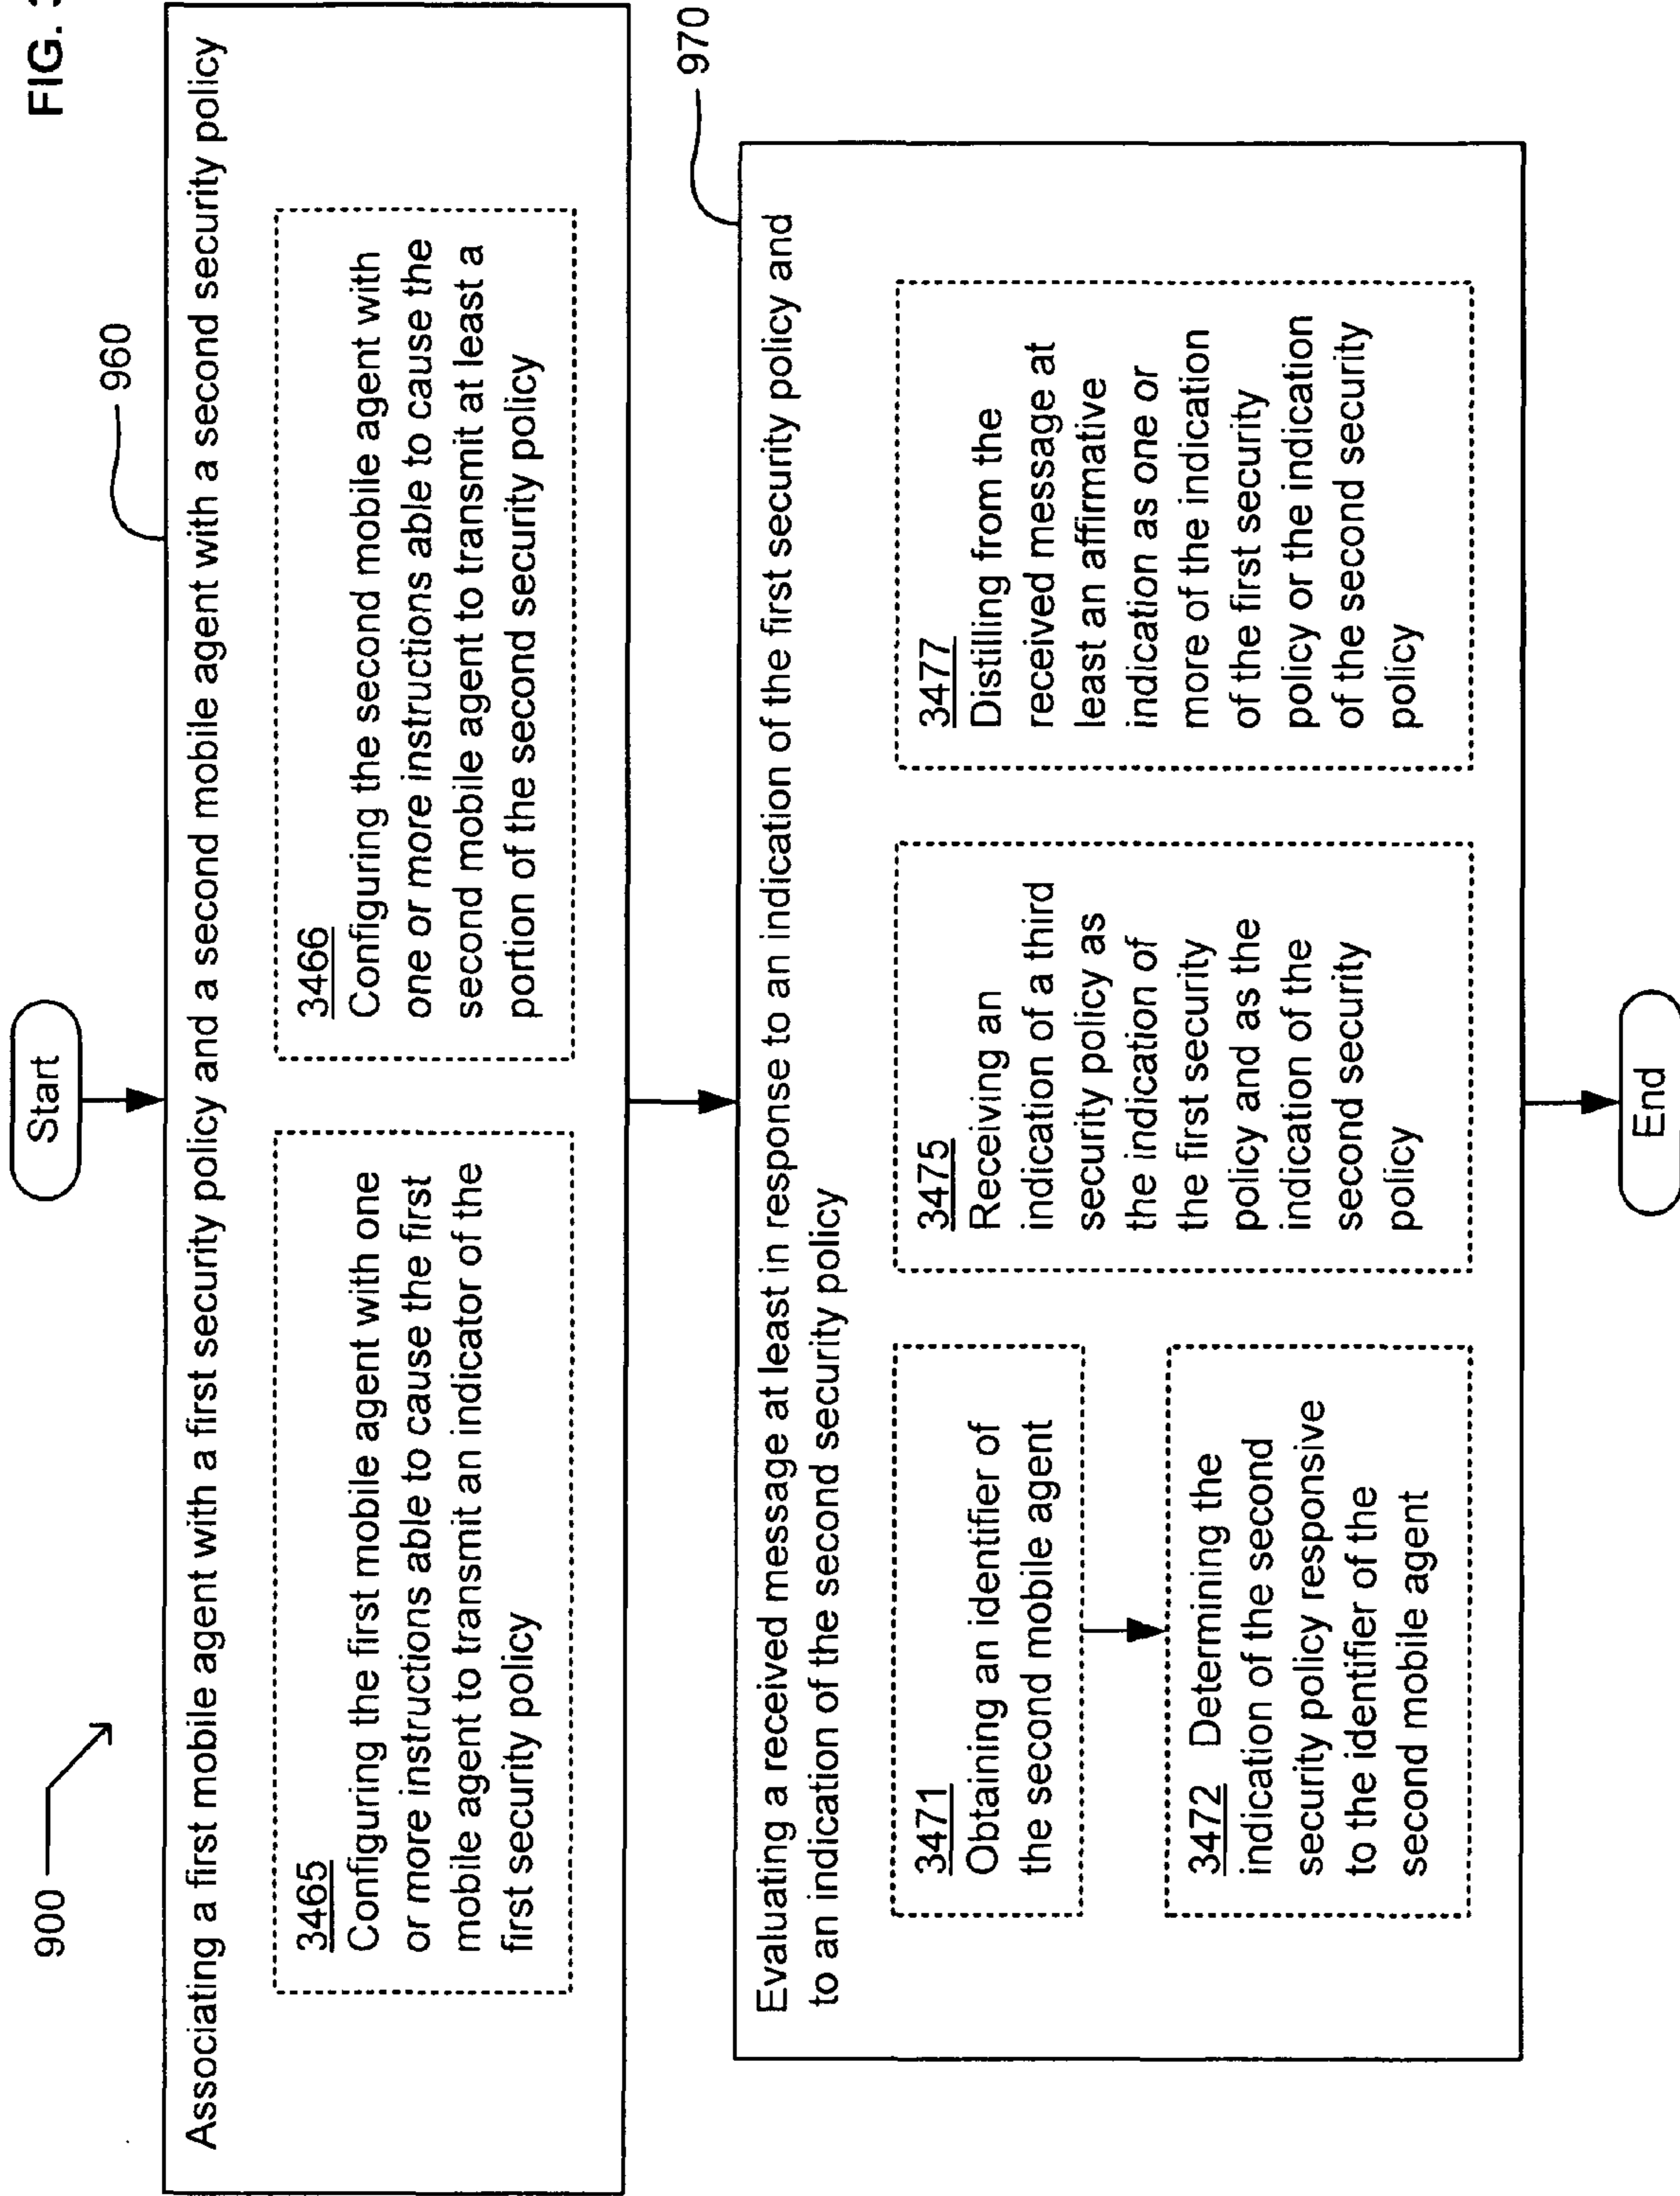 FIG.
900
Start
960
Associating a first mobile agent with a first security policy and a second mobile agent with a second security policy
3465
Configuring the first mobile agent with one
or more instructions able to cause the first
mobile agent to transmit an indicator of the
first security policy
3466
Configuring the second mobile agent with
one or more instructions able to cause the
second mobile agent to transmit at least a
portion of the second security policy
970
Evaluating a received message at least in response to an indication of the first security policy and
to an indication of the second security policy
3471
Obtaining an identifier of
the second mobile agent
3472 Determining the
indication of the second
security policy responsive
to the identifier of the
second mobile agent
3475
Receiving an
indication of a third
security policy as
the indication of
the first security
policy and as the
indication of the
second security
policy
3477
Distilling from the
received message at
least an affirmative
indication as one or
more of the indication
of the first security
policy or the indication
of the second security
policy
End